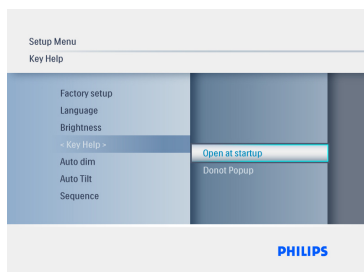 Setup Menu
Key Help
Factory setup
Language
Brightness
< Key Help >
Auto dim
Auto Tilt
Sequence
Open at startup
Donot Popup
PHILIPS